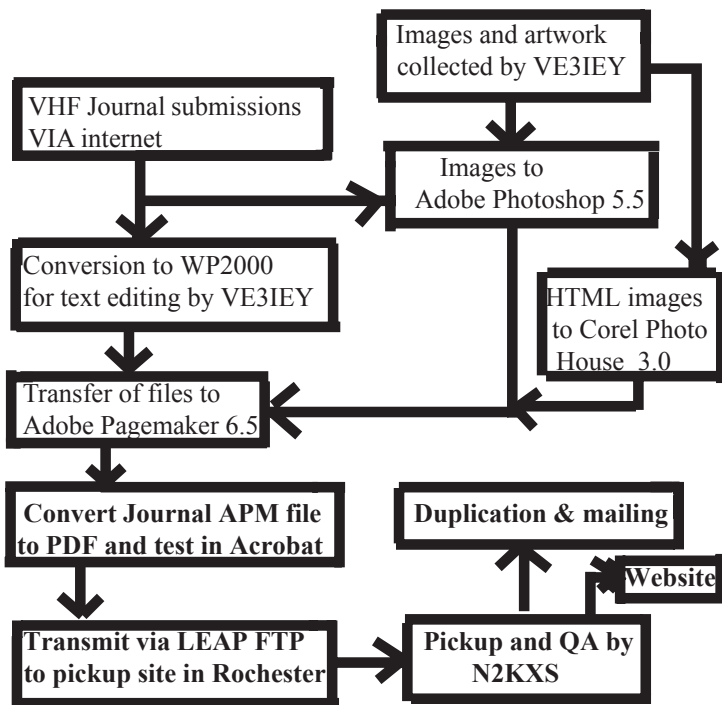 Images and artwork
collected by VE3IEY
VHF Journal submissions
VIA internet
Images to
Adobe Photoshop 5.5
Conversion to WP2000
for text editing by VE3IEY
HTML images
to Corel Photo
House 3.0
Transfer of files to
Adobe Pagemaker 6.5
Convert Journal APM file
to PDF and test in Acrobat
Duplication & mailing
Website
Transmit via LEAP FTP
to pickup site in Rochester
Pickup and QA by
N2KXS